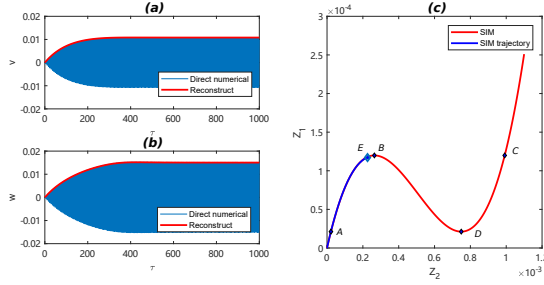 (a)
0.02
0.01
0
-0.01
-0.02
v
Direct numerical
Reconstruct
0 200 400 600 800 1000
τ
(b)
0.02
0.01
0
-0.01
-0.02
w
Direct numerical
Reconstruct
0 200 400 600 800 1000
τ
(c)
×10⁻⁴
3
2.5
2
1.5
1
0.5
0
Z₁
SIM
SIM trajectory
E B C
A D
0 0.2 0.4 0.6 0.8 1 1.2
Z₂
×10⁻³